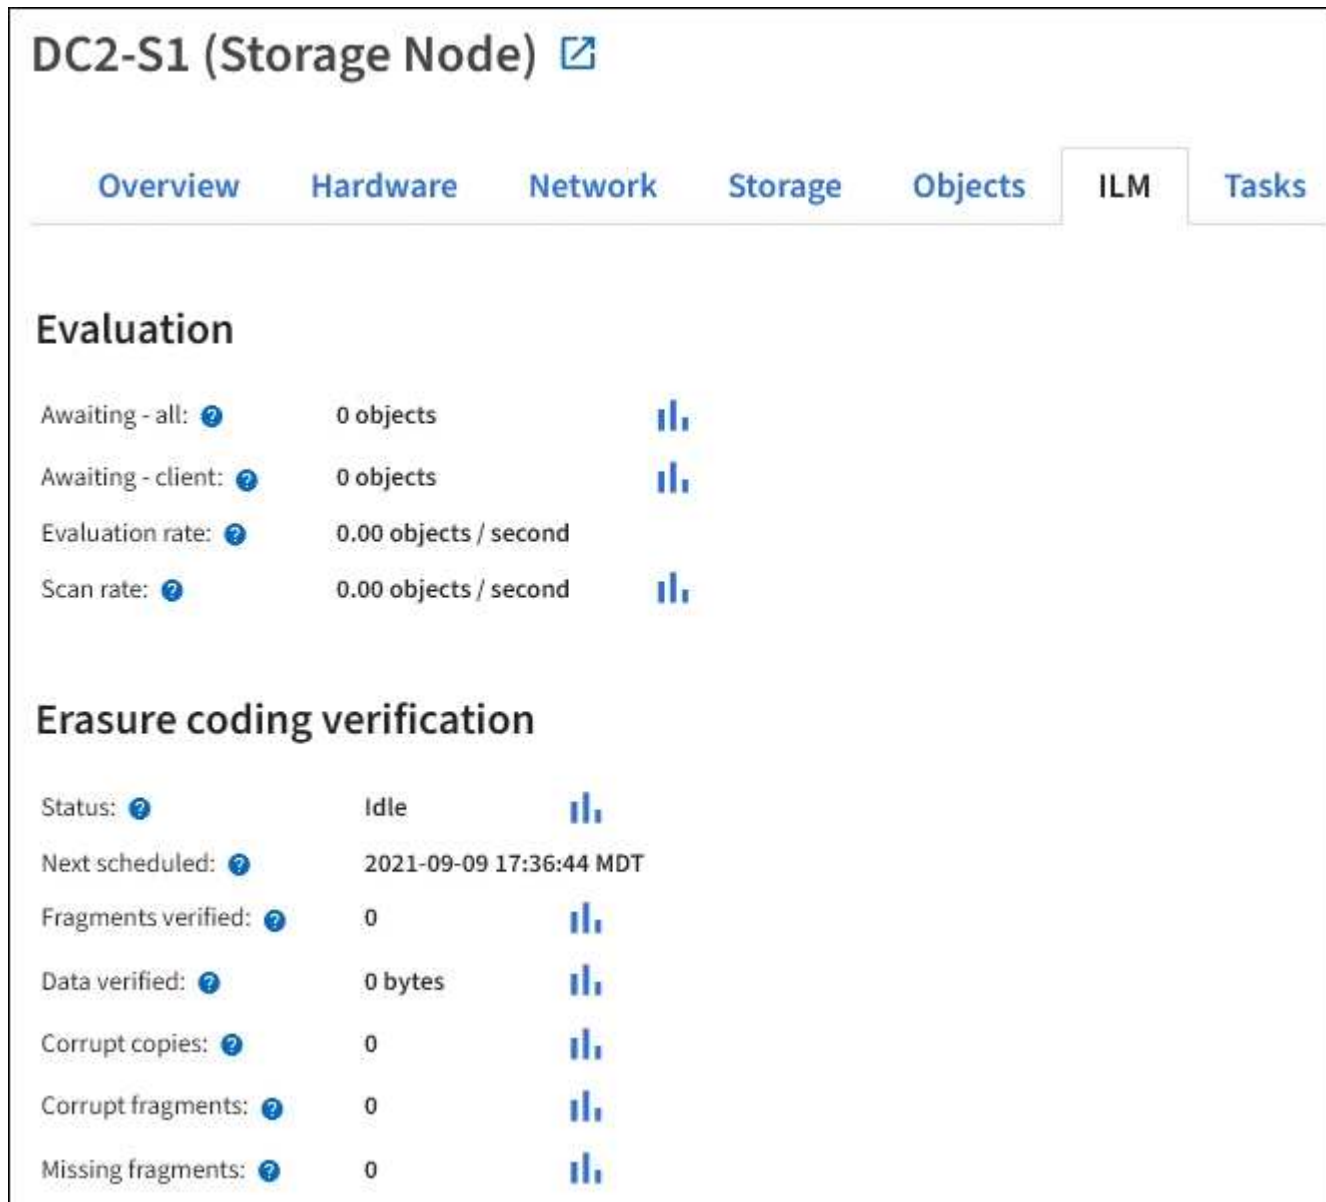 DC2-S1 (Storage Node)
Overview Hardware Network Storage Objects ILM Tasks
Evaluation
Awaiting - all: 0 objects
Awaiting - client: 0 objects
Evaluation rate: 0.00 objects / second
Scan rate: 0.00 objects / second
Erasure coding verification
Status: Idle
Next scheduled: 2021-09-09 17:36:44 MDT
Fragments verified: 0
Data verified: 0 bytes
Corrupt copies: 0
Corrupt fragments: 0
Missing fragments: 0